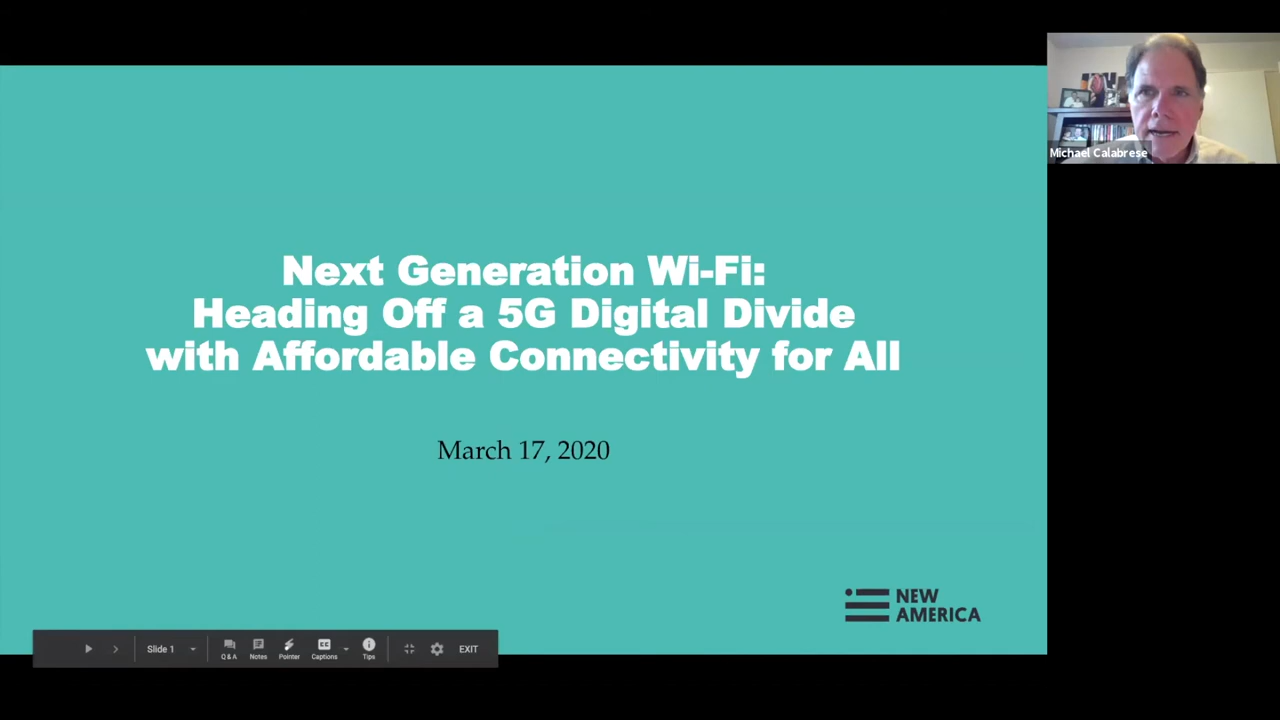 Michael Calabrese
Next Generation Wi-Fi:
Heading Off a 5G Digital Divide
with Affordable Connectivity for All
March 17, 2020
NEW
AMERICA
Slide 1
Q & A
Notes
Pointer
CC
Captions
Tips
EXIT